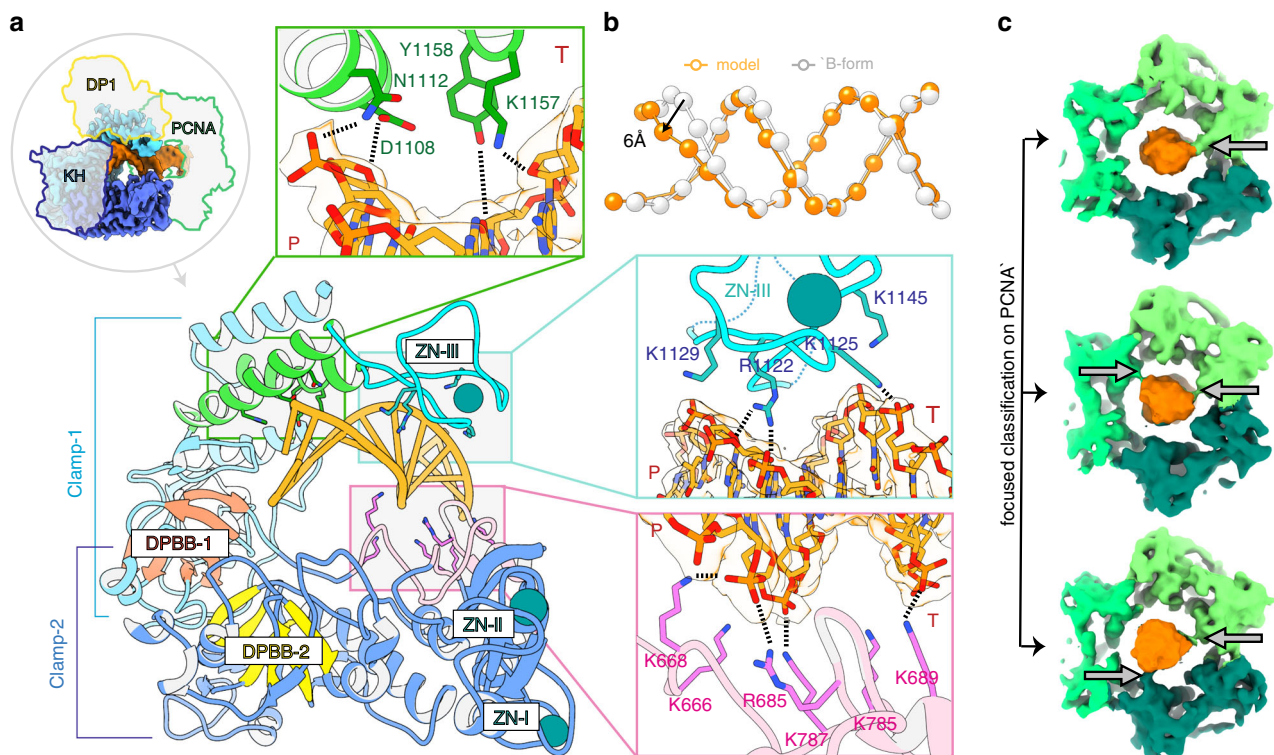 a
DP1
PCNA
KH
Y1158
N1112
K1157
D1108
T
P
b
model
`B-form
6Å
c
focused classification on PCNA`
Clamp-1
Clamp-2
ZN-III
DPBB-1
DPBB-2
ZN-II
ZN-I
ZN-III
K1145
K1129
K1125
R1122
P
T
P
T
K668
K666
R685
K689
K785
K787